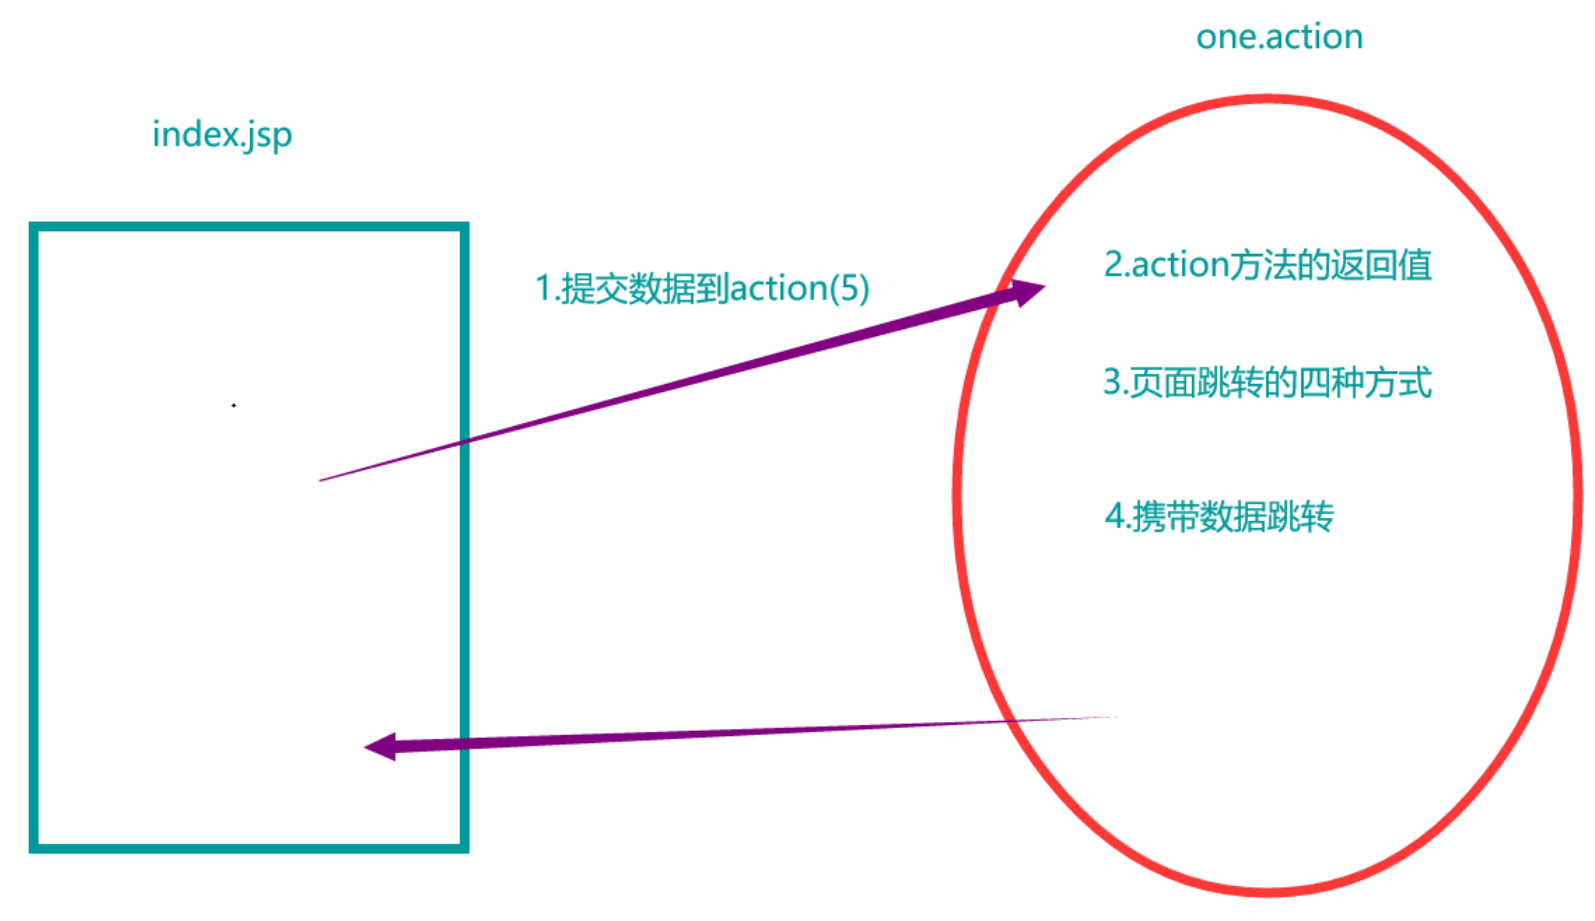 one.action
index.jsp
1.提交数据到action(5)
2.action方法的返回值
3.页面跳转的四种方式
4.携带数据跳转